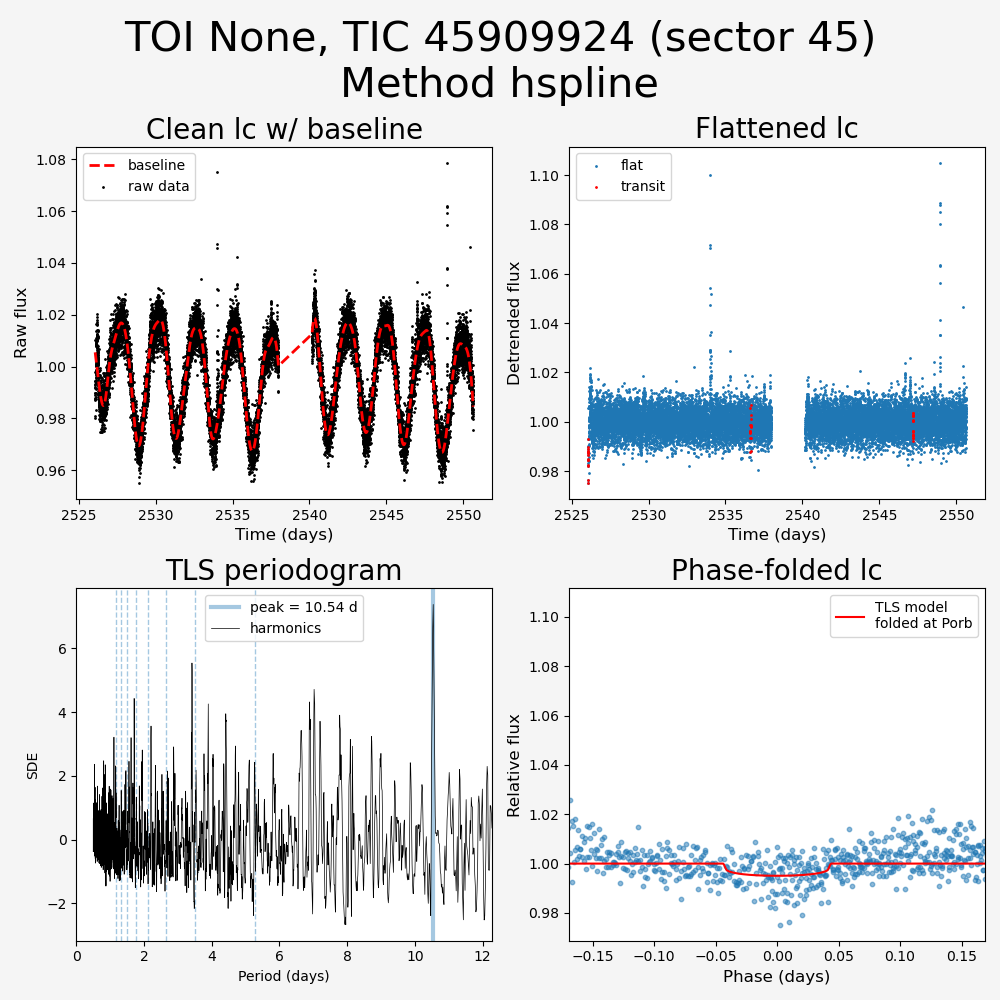 TOI None, TIC 45909924 (sector 45)
Method hspline
Clean lc w/ baseline
baseline
raw data
1.08
1.06
1.04
1.02
1.00
0.98
0.96
Raw flux
2525
2530
2535
2540
2545
2550
Time (days)
Flattened lc
flat
transit
1.10
1.08
1.06
1.04
1.02
1.00
0.98
Detrended flux
2525
2530
2535
2540
2545
2550
Time (days)
TLS periodogram
peak = 10.54 d
harmonics
6
4
2
0
−2
SDE
0
2
4
6
8
10
12
Period (days)
Phase-folded lc
TLS model
folded at Porb
1.10
1.08
1.06
1.04
1.02
1.00
0.98
Relative flux
−0.15
−0.10
−0.05
0.00
0.05
0.10
0.15
Phase (days)